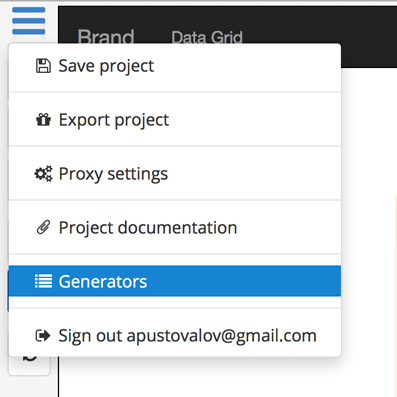 Brand Data Grid
Save project
Export project
Proxy settings
Project documentation
Generators
Sign out apustovalov@gmail.com